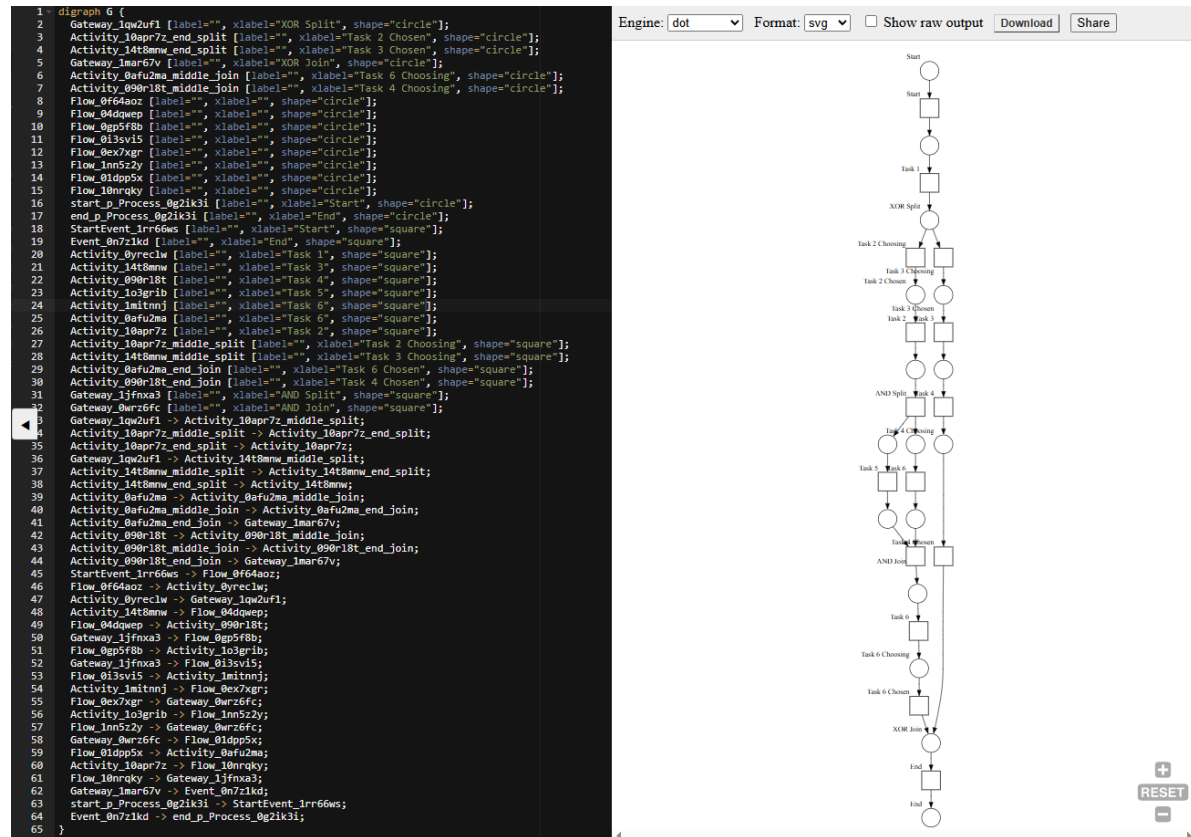 1 digraph G {
2 Gateway_1qw2uf1 [label="", xlabel="XOR Split", shape="circle"];
3 Activity_10apr7z_end_split [label="", xlabel="Task 2 Chosen", shape="circle"];
4 Activity_14t8mnw_end_split [label="", xlabel="Task 3 Chosen", shape="circle"];
5 Gateway_1mar67v [label="", xlabel="XOR Join", shape="circle"];
6 Activity_0afu2ma_middle_join [label="", xlabel="Task 6 Choosing", shape="circle"];
7 Activity_090rl8t_middle_join [label="", xlabel="Task 4 Choosing", shape="circle"];
8 Flow_0f64aoz [label="", xlabel="", shape="circle"];
9 Flow_04dqwep [label="", xlabel="", shape="circle"];
10 Flow_0gp5f8b [label="", xlabel="", shape="circle"];
11 Flow_0i3svi5 [label="", xlabel="", shape="circle"];
12 Flow_0ex7xgr [label="", xlabel="", shape="circle"];
13 Flow_1nn5z2y [label="", xlabel="", shape="circle"];
14 Flow_01dpp5x [label="", xlabel="", shape="circle"];
15 Flow_10nrqky [label="", xlabel="", shape="circle"];
16 start_p_Process_0g2ik3i [label="", xlabel="Start", shape="circle"];
17 end_p_Process_0g2ik3i [label="", xlabel="End", shape="circle"];
18 StartEvent_1rr66ws [label="", xlabel="Start", shape="square"];
19 Event_0n7z1kd [label="", xlabel="End", shape="square"];
20 Activity_0yreclw [label="", xlabel="Task 1", shape="square"];
21 Activity_14t8mnw [label="", xlabel="Task 3", shape="square"];
22 Activity_090rl8t [label="", xlabel="Task 4", shape="square"];
23 Activity_1o3grib [label="", xlabel="Task 5", shape="square"];
24 Activity_1mitnnj [label="", xlabel="Task 6", shape="square"];
25 Activity_0afu2ma [label="", xlabel="Task 6", shape="square"];
26 Activity_10apr7z [label="", xlabel="Task 2", shape="square"];
27 Activity_10apr7z_middle_split [label="", xlabel="Task 2 Choosing", shape="square"];
28 Activity_14t8mnw_middle_split [label="", xlabel="Task 3 Choosing", shape="square"];
29 Activity_0afu2ma_end_join [label="", xlabel="Task 6 Chosen", shape="square"];
30 Activity_090rl8t_end_join [label="", xlabel="Task 4 Chosen", shape="square"];
31 Gateway_1jfnxa3 [label="", xlabel="AND Split", shape="square"];
32 Gateway_0wrz6fc [label="", xlabel="AND Join", shape="square"];
3 Gateway_1qw2uf1 -> Activity_10apr7z_middle_split;
4 Activity_10apr7z_middle_split -> Activity_10apr7z_end_split;
35 Activity_10apr7z_end_split -> Activity_10apr7z;
36 Gateway_1qw2uf1 -> Activity_14t8mnw_middle_split;
37 Activity_14t8mnw_middle_split -> Activity_14t8mnw_end_split;
38 Activity_14t8mnw_end_split -> Activity_14t8mnw;
39 Activity_0afu2ma -> Activity_0afu2ma_middle_join;
40 Activity_0afu2ma_middle_join -> Activity_0afu2ma_end_join;
41 Activity_0afu2ma_end_join -> Gateway_1mar67v;
42 Activity_090rl8t -> Activity_090rl8t_middle_join;
43 Activity_090rl8t_middle_join -> Activity_090rl8t_end_join;
44 Activity_090rl8t_end_join -> Gateway_1mar67v;
45 StartEvent_1rr66ws -> Flow_0f64aoz;
46 Flow_0f64aoz -> Activity_0yreclw;
47 Activity_0yreclw -> Gateway_1qw2uf1;
48 Activity_14t8mnw -> Flow_04dqwep;
49 Flow_04dqwep -> Activity_090rl8t;
50 Gateway_1jfnxa3 -> Flow_0gp5f8b;
51 Flow_0gp5f8b -> Activity_1o3grib;
52 Gateway_1jfnxa3 -> Flow_0i3svi5;
53 Flow_0i3svi5 -> Activity_1mitnnj;
54 Activity_1mitnnj -> Flow_0ex7xgr;
55 Flow_0ex7xgr -> Gateway_0wrz6fc;
56 Activity_1o3grib -> Flow_1nn5z2y;
57 Flow_1nn5z2y -> Gateway_0wrz6fc;
58 Gateway_0wrz6fc -> Flow_01dpp5x;
59 Flow_01dpp5x -> Activity_0afu2ma;
60 Activity_10apr7z -> Flow_10nrqky;
61 Flow_10nrqky -> Gateway_1jfnxa3;
62 Gateway_1mar67v -> Event_0n7z1kd;
63 start_p_Process_0g2ik3i -> StartEvent_1rr66ws;
64 Event_0n7z1kd -> end_p_Process_0g2ik3i;
65 }
Engine: dot Format: svg Show raw output Download Share
Start
Start
Task 1
XOR Split
Task 2 Choosing
Task 3 Choosing
Task 2 Chosen
Task 3 Chosen
Task 2 Task 3
AND Split Task 4
Task 4 Choosing
Task 5 Task 6
Task 4 Chosen
AND Join
Task 6
Task 6 Choosing
Task 6 Chosen
XOR Join
End
End
RESET